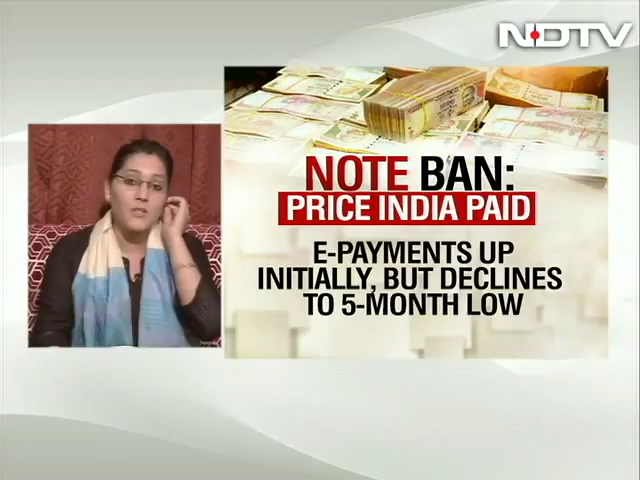 NDTV
NOTE BAN:
PRICE INDIA PAID
E-PAYMENTS UP
INITIALLY, BUT DECLINES
TO 5-MONTH LOW